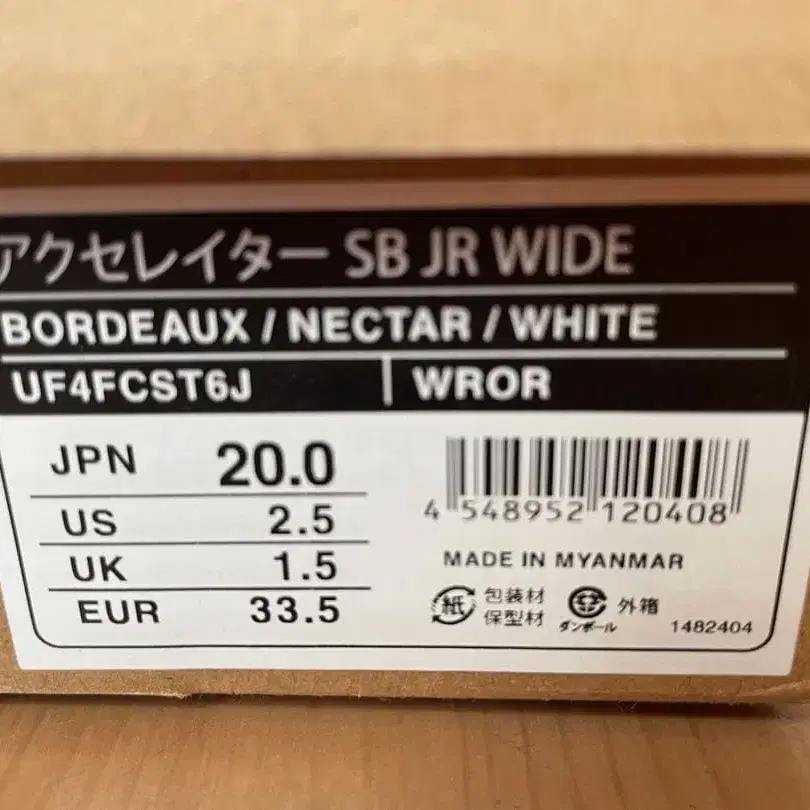 アクセレイター SB JR WIDE
BORDEAUX / NECTAR / WHITE
UF4FCST6J | WROR
JPN 20.0
US 2.5
UK 1.5
EUR 33.5
4 548952 120408
MADE IN MYANMAR
紙 包装材
保型材
ダンボール 外箱
1482404